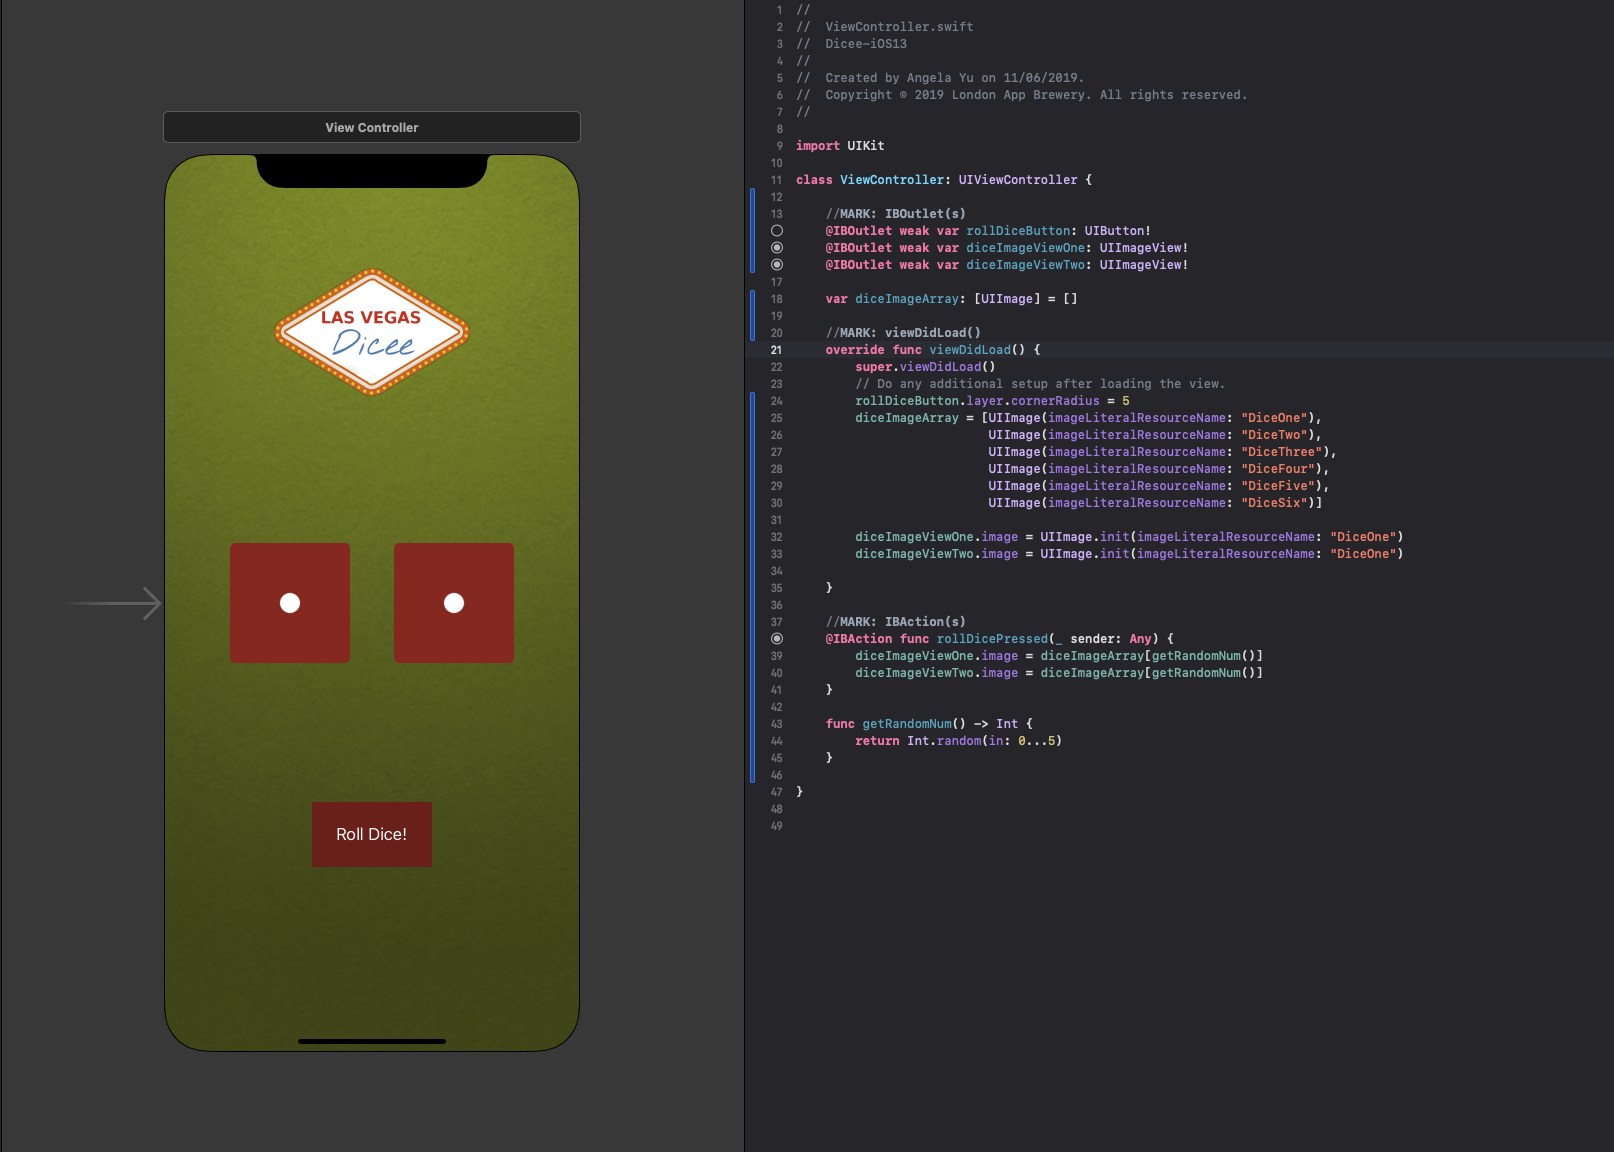 View Controller
LAS VEGAS
Dicee
Roll Dice!
1 //
2 //  ViewController.swift
3 //  Dicee-iOS13
4 //
5 //  Created by Angela Yu on 11/06/2019.
6 //  Copyright © 2019 London App Brewery. All rights reserved.
7 //
8
9 import UIKit
10
11 class ViewController: UIViewController {
12
13     //MARK: IBOutlet(s)
@IBOutlet weak var rollDiceButton: UIButton!
@IBOutlet weak var diceImageViewOne: UIImageView!
@IBOutlet weak var diceImageViewTwo: UIImageView!
17
18     var diceImageArray: [UIImage] = []
19
20     //MARK: viewDidLoad()
21     override func viewDidLoad() {
22         super.viewDidLoad()
23         // Do any additional setup after loading the view.
24         rollDiceButton.layer.cornerRadius = 5
25         diceImageArray = [UIImage(imageLiteralResourceName: "DiceOne"),
26                           UIImage(imageLiteralResourceName: "DiceTwo"),
27                           UIImage(imageLiteralResourceName: "DiceThree"),
28                           UIImage(imageLiteralResourceName: "DiceFour"),
29                           UIImage(imageLiteralResourceName: "DiceFive"),
30                           UIImage(imageLiteralResourceName: "DiceSix")]
31
32         diceImageViewOne.image = UIImage.init(imageLiteralResourceName: "DiceOne")
33         diceImageViewTwo.image = UIImage.init(imageLiteralResourceName: "DiceOne")
34
35     }
36
37     //MARK: IBAction(s)
@IBAction func rollDicePressed(_ sender: Any) {
39         diceImageViewOne.image = diceImageArray[getRandomNum()]
40         diceImageViewTwo.image = diceImageArray[getRandomNum()]
41     }
42
43     func getRandomNum() -> Int {
44         return Int.random(in: 0...5)
45     }
46
47 }
48
49